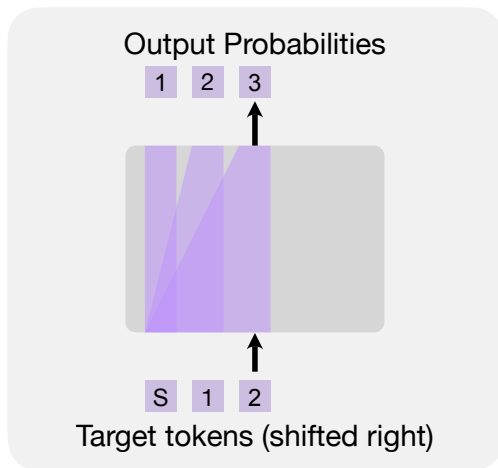 Output Probabilities
1 2 3
S 1 2
Target tokens (shifted right)